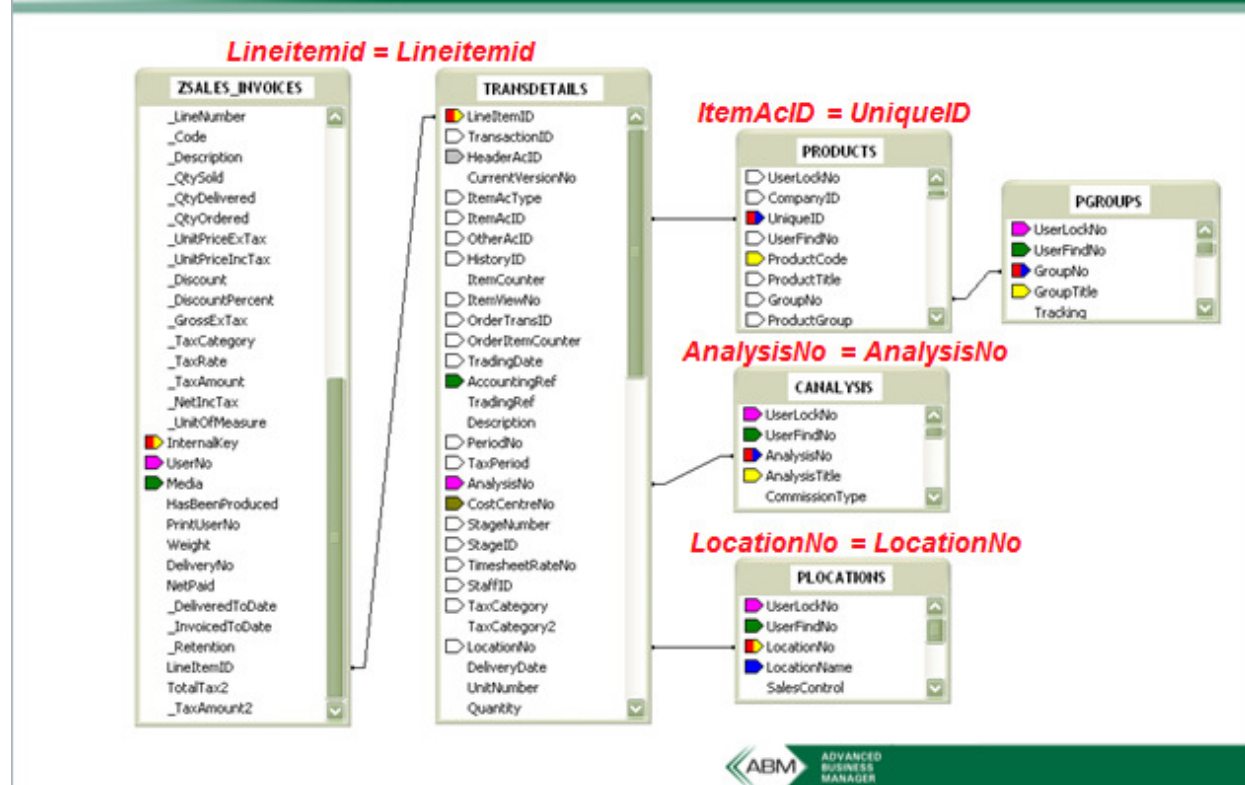 Lineitemid = Lineitemid
ZSALES_INVOICES
_LineNumber
_Code
_Description
_QtySold
_QtyDelivered
_QtyOrdered
_UnitPriceExTax
_UnitPriceIncTax
_Discount
_DiscountPercent
_GrossExTax
_TaxCategory
_TaxRate
_TaxAmount
_NetIncTax
_UnitOfMeasure
InternalKey
UserNo
Media
HasBeenProduced
PrintUserNo
Weight
DeliveryNo
NetPaid
_DeliveredToDate
_InvoicedToDate
_Retention
LineItemID
TotalTax2
_TaxAmount2
TRANSDETAILS
LineItemID
TransactionID
HeaderAcID
CurrentVersionNo
ItemAcType
ItemAcID
OtherAcID
HistoryID
ItemCounter
ItemViewNo
OrderTransID
OrderItemCounter
TradingDate
AccountingRef
TradingRef
Description
PeriodNo
TaxPeriod
AnalysisNo
CostCentreNo
StageNumber
StageID
TimesheetRateNo
StaffID
TaxCategory
TaxCategory2
LocationNo
DeliveryDate
UnitNumber
Quantity
ItemAcID = UniqueID
PRODUCTS
UserLockNo
CompanyID
UniqueID
UserFindNo
ProductCode
ProductTitle
GroupNo
ProductGroup
PGROUPS
UserLockNo
UserFindNo
GroupNo
GroupTitle
Tracking
AnalysisNo = AnalysisNo
CANALYSIS
UserLockNo
UserFindNo
AnalysisNo
AnalysisTitle
CommissionType
LocationNo = LocationNo
PLOCATIONS
UserLockNo
UserFindNo
LocationNo
LocationName
SalesControl
ABM
ADVANCED
BUSINESS
MANAGER